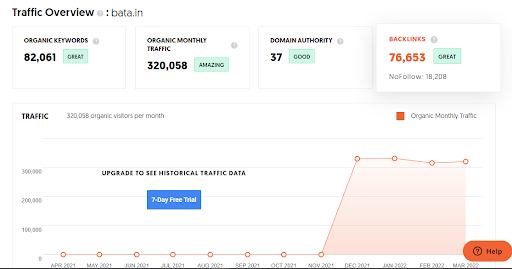 Traffic Overview ? : bata.in
ORGANIC KEYWORDS ?
82,061 GREAT
ORGANIC MONTHLY ?
TRAFFIC
320,058 AMAZING
DOMAIN AUTHORITY ?
37 GOOD
BACKLINKS ?
76,653 GREAT
NoFollow: 18,208
TRAFFIC 320,058 organic visitors per month
Organic Monthly Traffic
300,000
200,000
100,000
0
UPGRADE TO SEE HISTORICAL TRAFFIC DATA
7-Day Free Trial
APR 2021 MAY 2021 JUN 2021 JUL 2021 AUG 2021 SEP 2021 OCT 2021 NOV 2021 DEC 2021 JAN 2022 FEB 2022 MAR 2022
? Help